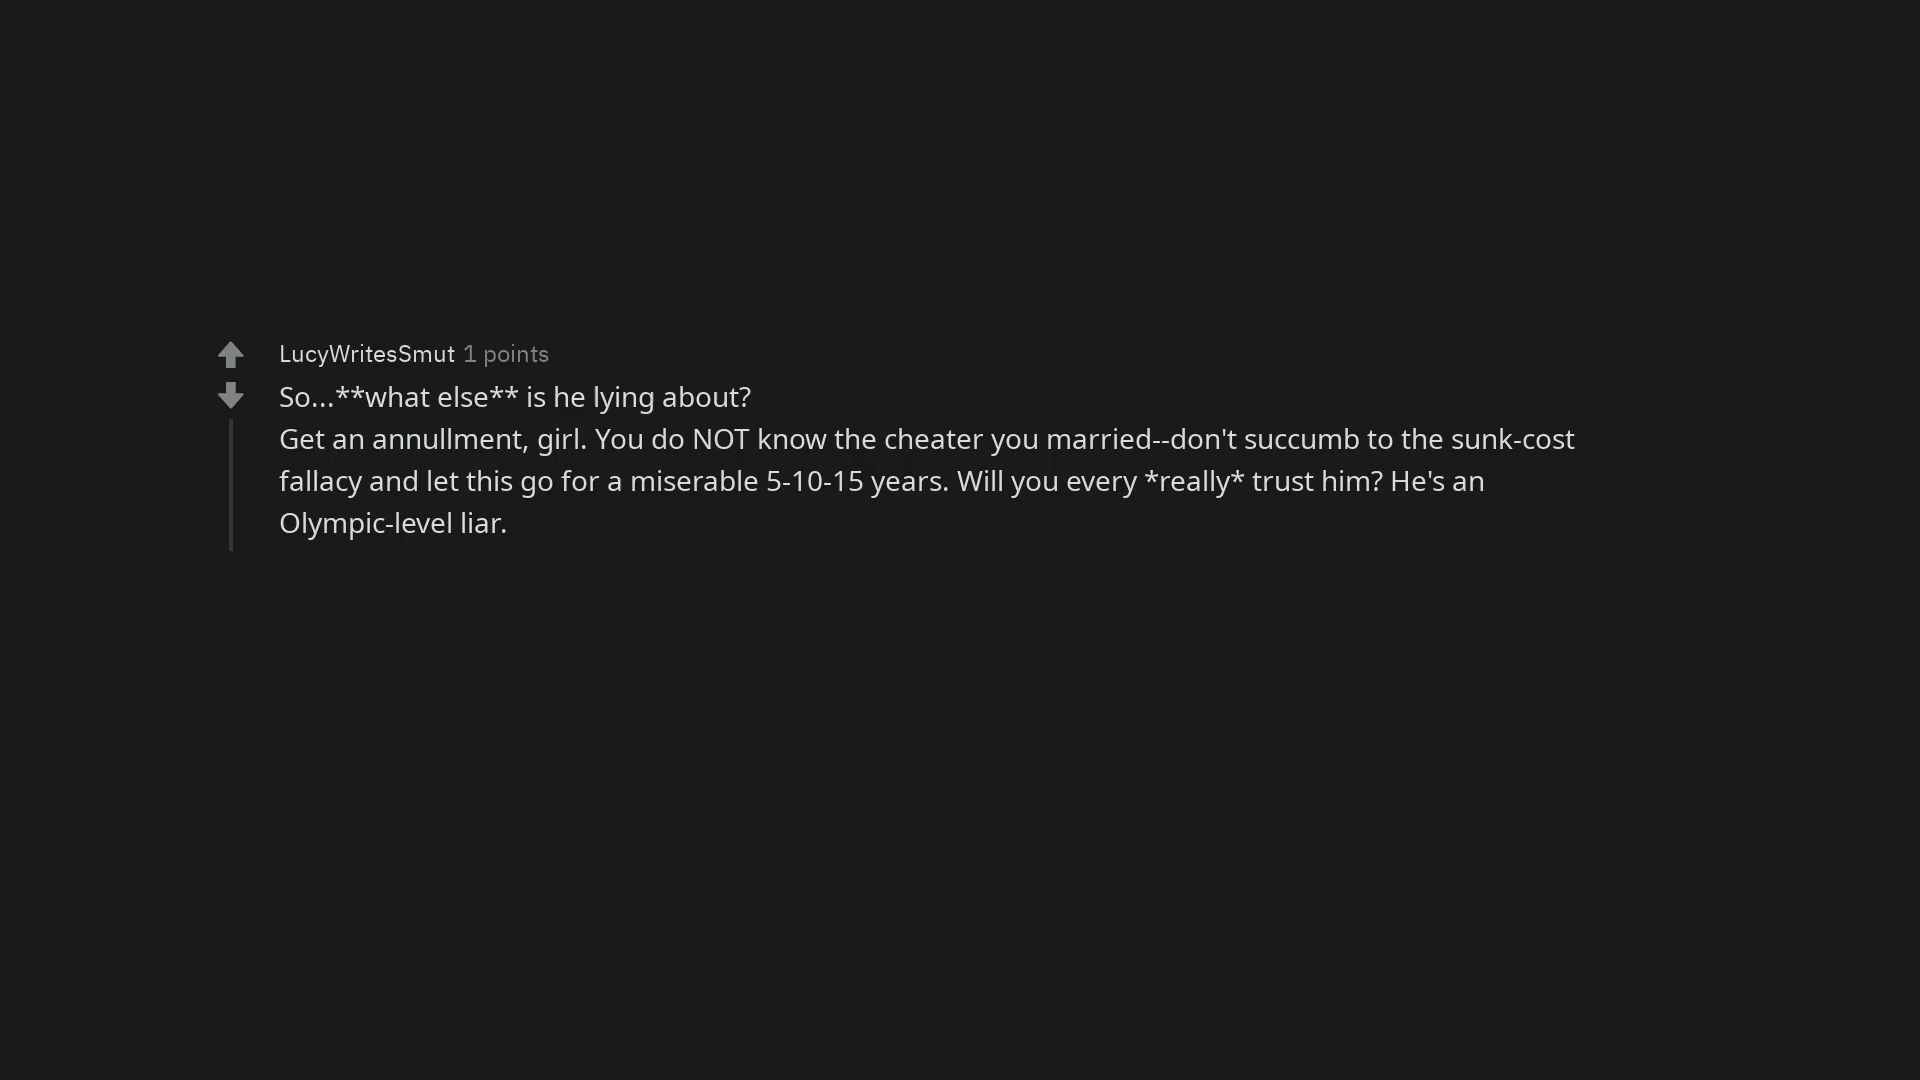 LucyWritesSmut 1 points
So...**what else** is he lying about?
Get an annullment, girl. You do NOT know the cheater you married--don't succumb to the sunk-cost
fallacy and let this go for a miserable 5-10-15 years. Will you every *really* trust him? He's an
Olympic-level liar.